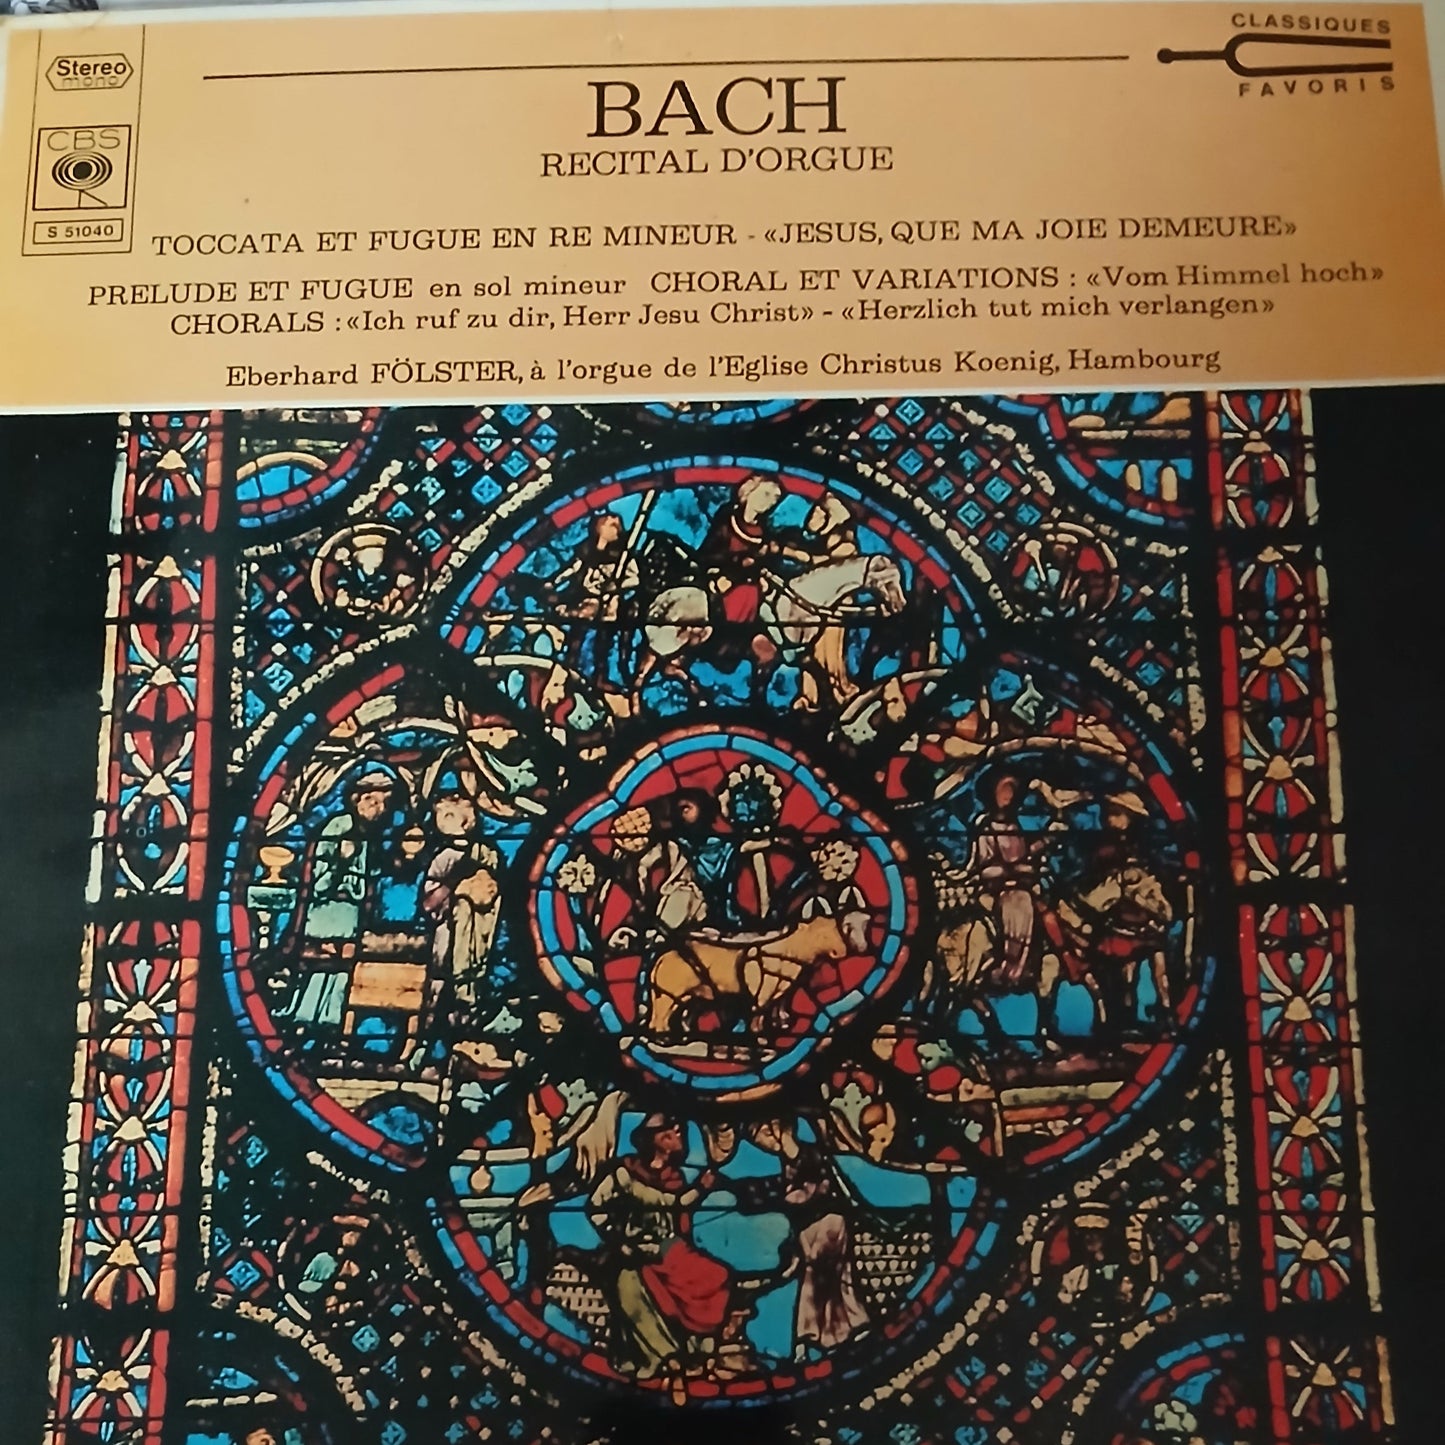 CLASSIQUES
FAVORIS
Stereo
mono
CBS
S 51040
BACH
RECITAL D'ORGUE
TOCCATA ET FUGUE EN RE MINEUR - «JESUS, QUE MA JOIE DEMEURE»
PRELUDE ET FUGUE en sol mineur CHORAL ET VARIATIONS : «Vom Himmel hoch»
CHORALS : «Ich ruf zu dir, Herr Jesu Christ» - «Herzlich tut mich verlangen»
Eberhard FÖLSTER, à l'orgue de l'Eglise Christus Koenig, Hambourg